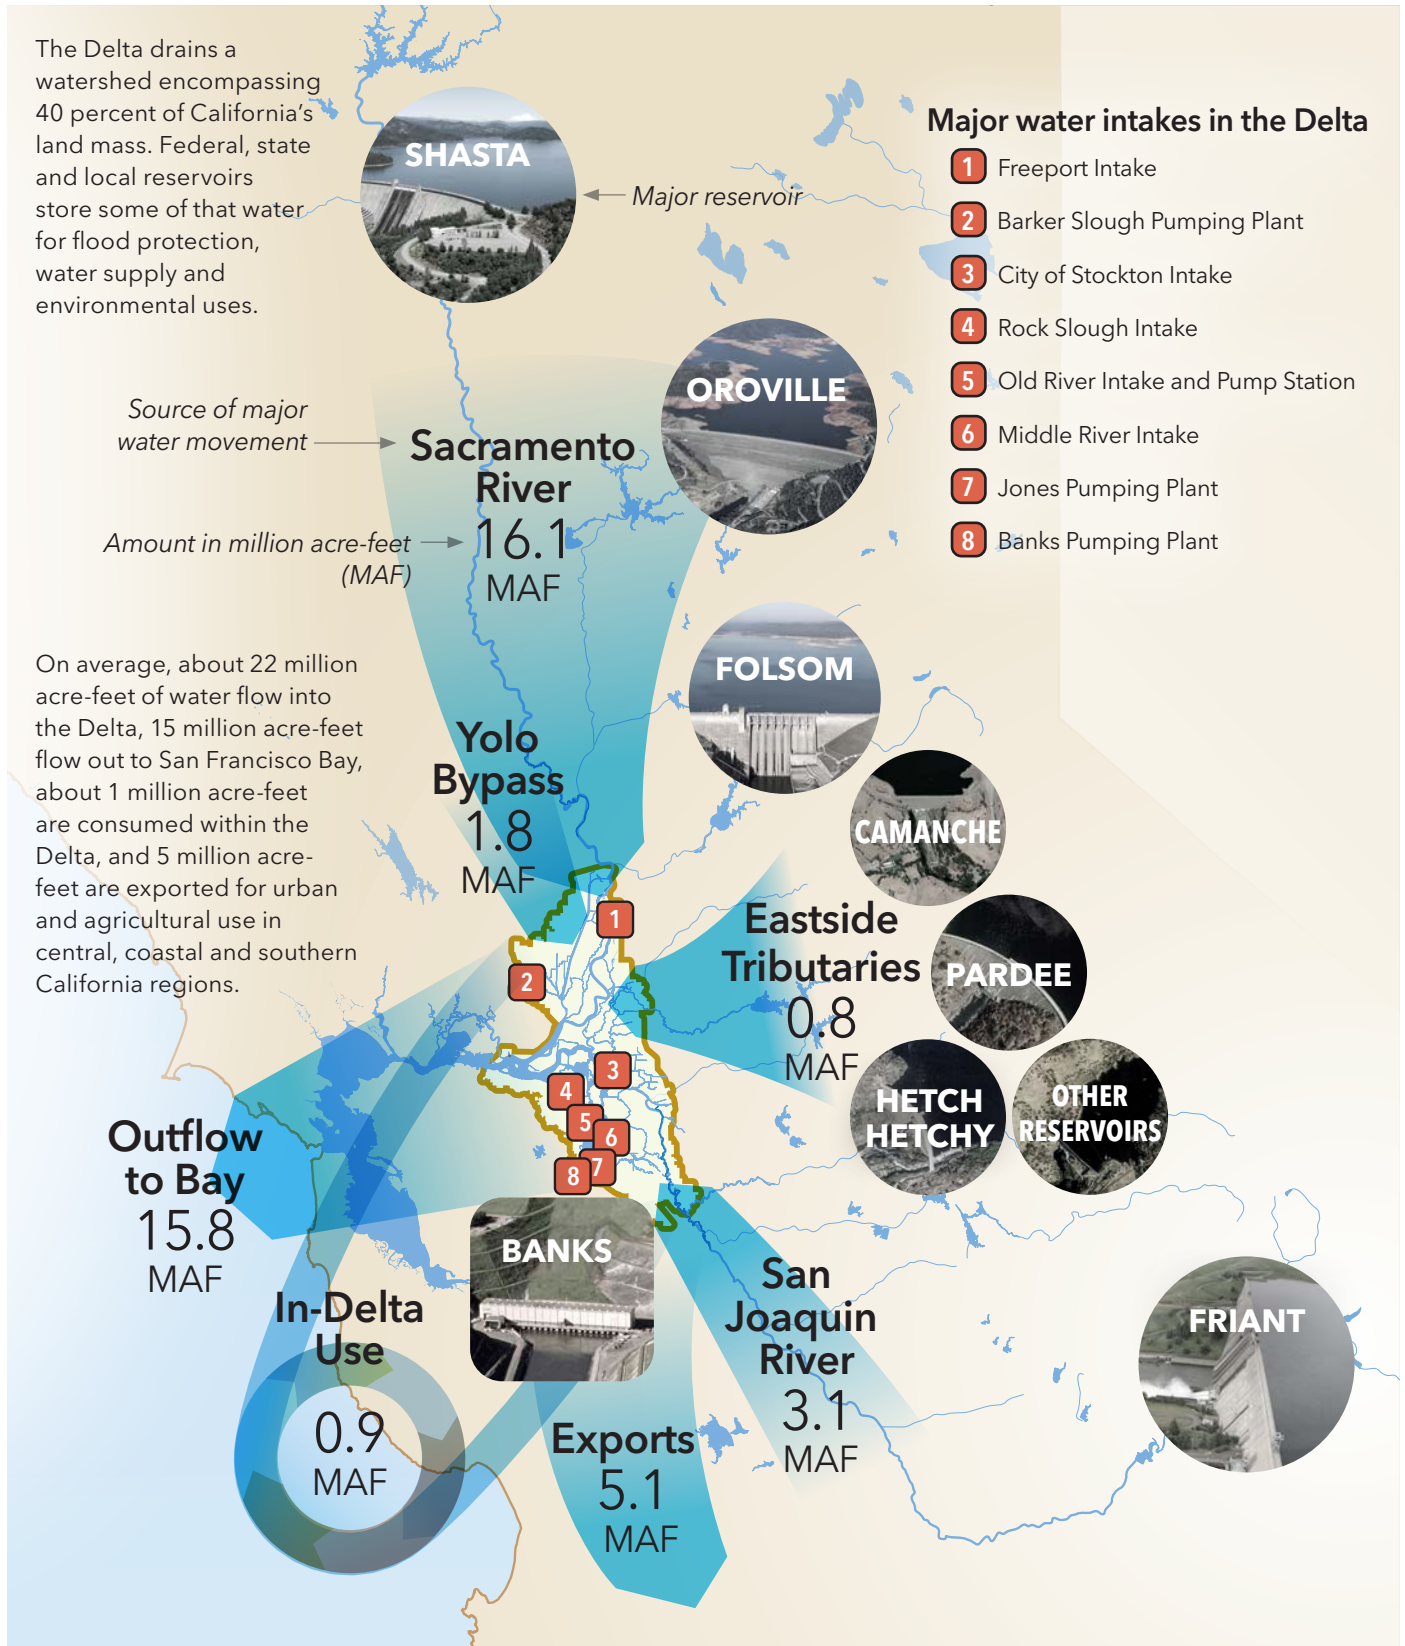 The Delta drains a
watershed encompassing
40 percent of California's
land mass. Federal, state
and local reservoirs
store some of that water
for flood protection,
water supply and
environmental uses.
SHASTA
Major reservoir
Major water intakes in the Delta
1 Freeport Intake
2 Barker Slough Pumping Plant
3 City of Stockton Intake
4 Rock Slough Intake
5 Old River Intake and Pump Station
6 Middle River Intake
7 Jones Pumping Plant
8 Banks Pumping Plant
OROVILLE
Source of major
water movement
Sacramento
River
16.1
MAF
Amount in million acre-feet
(MAF)
On average, about 22 million
acre-feet of water flow into
the Delta, 15 million acre-feet
flow out to San Francisco Bay,
about 1 million acre-feet
are consumed within the
Delta, and 5 million acre-
feet are exported for urban
and agricultural use in
central, coastal and southern
California regions.
FOLSOM
Yolo
Bypass
1.8
MAF
CAMANCHE
Eastside
Tributaries
0.8
MAF
PARDEE
HETCH
HETCHY
OTHER
RESERVOIRS
1
2
3
4
5
6
7
8
Outflow
to Bay
15.8
MAF
BANKS
In-Delta
Use
0.9
MAF
San
Joaquin
River
3.1
MAF
FRIANT
Exports
5.1
MAF